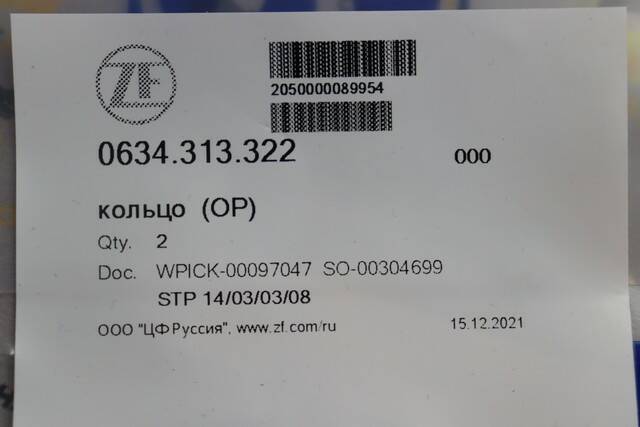 ZF
2050000089954
0634.313.322 000
кольцо (ОР)
Qty. 2
Doc. WPICK-00097047 SO-00304699
STP 14/03/03/08
ООО "ЦФ Руссия", www.zf.com/ru 15.12.2021